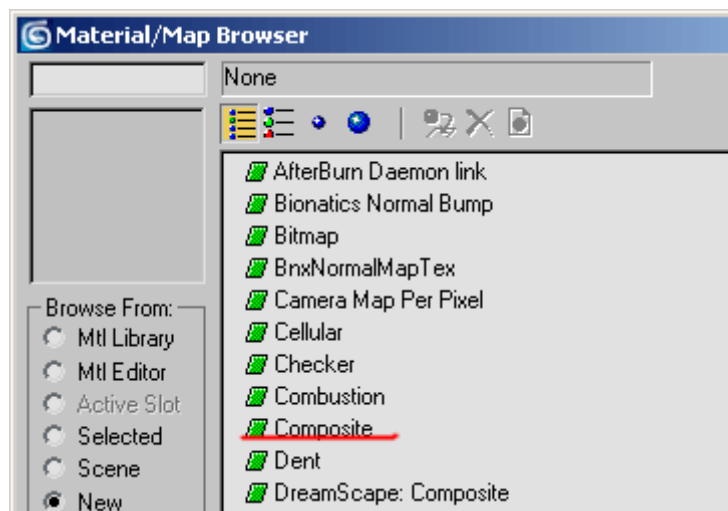 Material/Map Browser
None
AfterBurn Daemon link
Bionatics Normal Bump
Bitmap
BnxNormalMapTex
Camera Map Per Pixel
Cellular
Checker
Combustion
Composite
Dent
DreamScape: Composite
Browse From:
Mtl Library
Mtl Editor
Active Slot
Selected
Scene
New